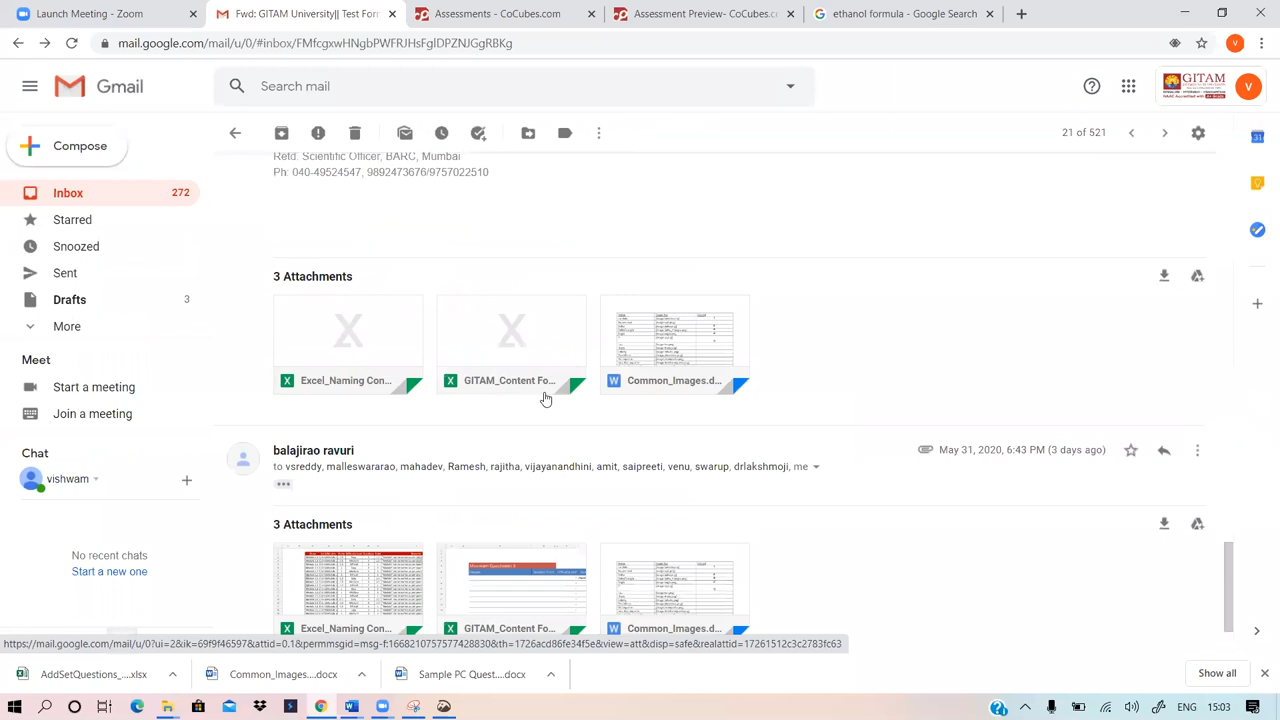 Launch Meeting - Zoom
Fwd: GITAM University|| Test For
Assessments - CoCubes.com
Assessment Preview- CoCubes.co
ethanol formula - Google Search
mail.google.com/mail/u/0/#inbox/FMfcgxwHNgbPWFRJHsFglDPZNJGgRBKg
V
Gmail
Search mail
GITAM
V
Compose
21 of 521
Retd. Scientific Officer, BARC, Mumbai
Ph: 040-49524547, 9892473676/9757022510
Inbox 272
Starred
Snoozed
Sent
Drafts 3
More
3 Attachments
X Excel_Naming Con...
X GITAM_Content Fo...
W Common_Images.d...
Meet
Start a meeting
Join a meeting
Chat
vishwam
balajirao ravuri
May 31, 2020, 6:43 PM (3 days ago)
to vsreddy, malleswararao, mahadev, Ramesh, rajitha, vijayanandhini, amit, saipreeti, venu, swarup, drlakshmoji, me
3 Attachments
No recent chats
Start a n
X Excel_Naming Con...
X GITAM_Content Fo...
W Common_Images.d...
https://mail.google.com/mail/u/0?ui=2&ik=69f9f46597&attid=0.1&permmsgid=msg-f:1668210757577428830&th=1726acd86fe34f5e&view=att&disp=safe&realattid=17261512c3c2783fc63
AddSetQuestions_....xlsx
Common_Images....docx
Sample PC Quest....docx
Show all
ENG 15:03